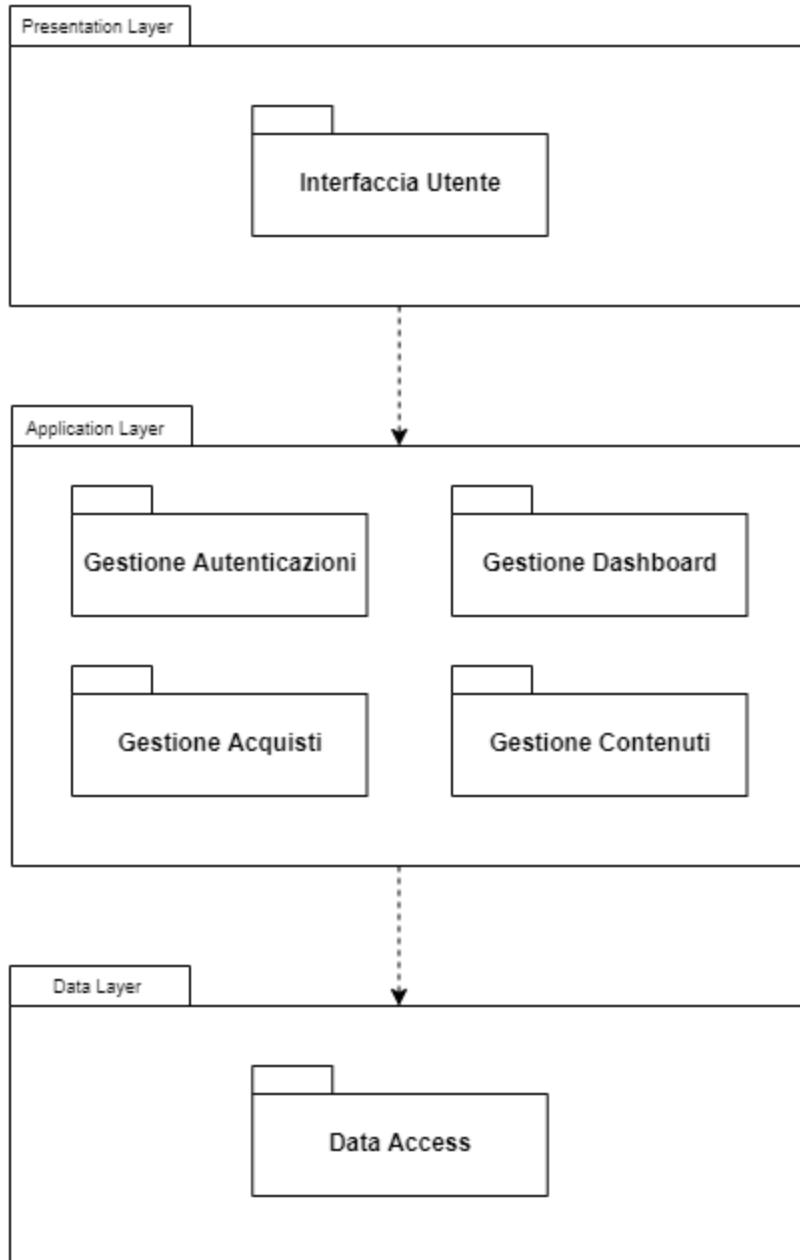 Presentation Layer
Interfaccia Utente
Application Layer
Gestione Autenticazioni
Gestione Dashboard
Gestione Acquisti
Gestione Contenuti
Data Layer
Data Access